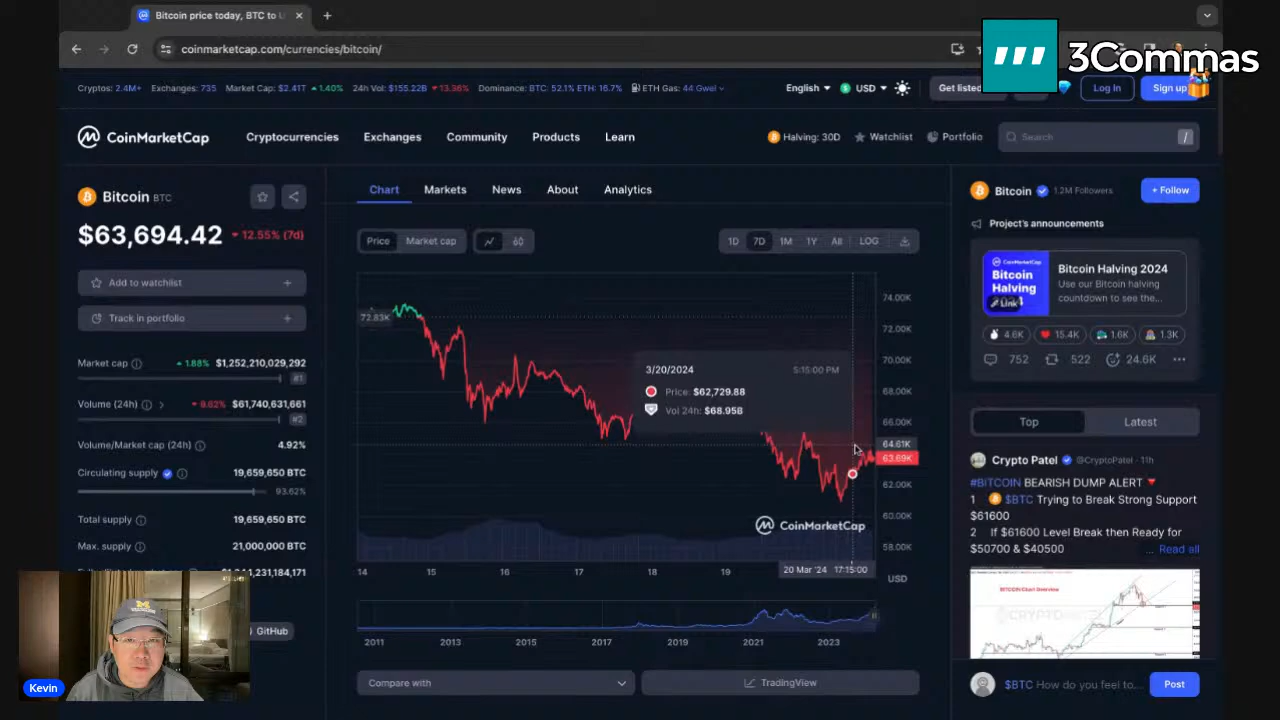 Bitcoin price today, BTC to U
coinmarketcap.com/currencies/bitcoin/
3Commas
Cryptos: 2.4M+ Exchanges: 735 Market Cap: $2.41T 1.40% 24h Vol: $155.22B 13.36% Dominance: BTC: 52.1% ETH: 16.7% ETH Gas: 44 Gwei
English USD Get listed Log In Sign up
CoinMarketCap Cryptocurrencies Exchanges Community Products Learn
Halving: 30D Watchlist Portfolio Search /
Bitcoin BTC
$63,694.42 12.55% (7d)
Add to watchlist +
Track in portfolio +
Market cap 1.88% $1,252,210,029,292
#1
Volume (24h) 9.62% $61,740,631,661
#2
Volume/Market cap (24h) 4.92%
Circulating supply 19,659,650 BTC
93.62%
Total supply 19,659,650 BTC
Max. supply 21,000,000 BTC
GitHub
Kevin
Chart Markets News About Analytics
Price Market cap
1D 7D 1M 1Y All LOG
72.83K
74.00K
72.00K
70.00K
68.00K
66.00K
64.61K
63.69K
62.00K
60.00K
58.00K
3/20/2024 5:15:00 PM
Price: $62,729.88
Vol 24h: $68.95B
CoinMarketCap
14 15 16 17 18 19 20 Mar '24 17:15:00
USD
2011 2013 2015 2017 2019 2021 2023
Compare with
TradingView
Bitcoin 1.2M Followers + Follow
Project's announcements
CoinMarketCap
Bitcoin
Halving
2024
Link
Bitcoin Halving 2024
Use our Bitcoin halving
countdown to see the...
4.6K 15.4K 1.6K 1.3K
752 522 24.6K
Top Latest
Crypto Patel @CryptoPatel · 11h
#BITCOIN BEARISH DUMP ALERT
1 $BTC Trying to Break Strong Support
$61600
2 If $61600 Level Break then Ready for
$50700 & $40500 ... Read all
BITCOIN Chart Overview
$BTC How do you feel to... Post